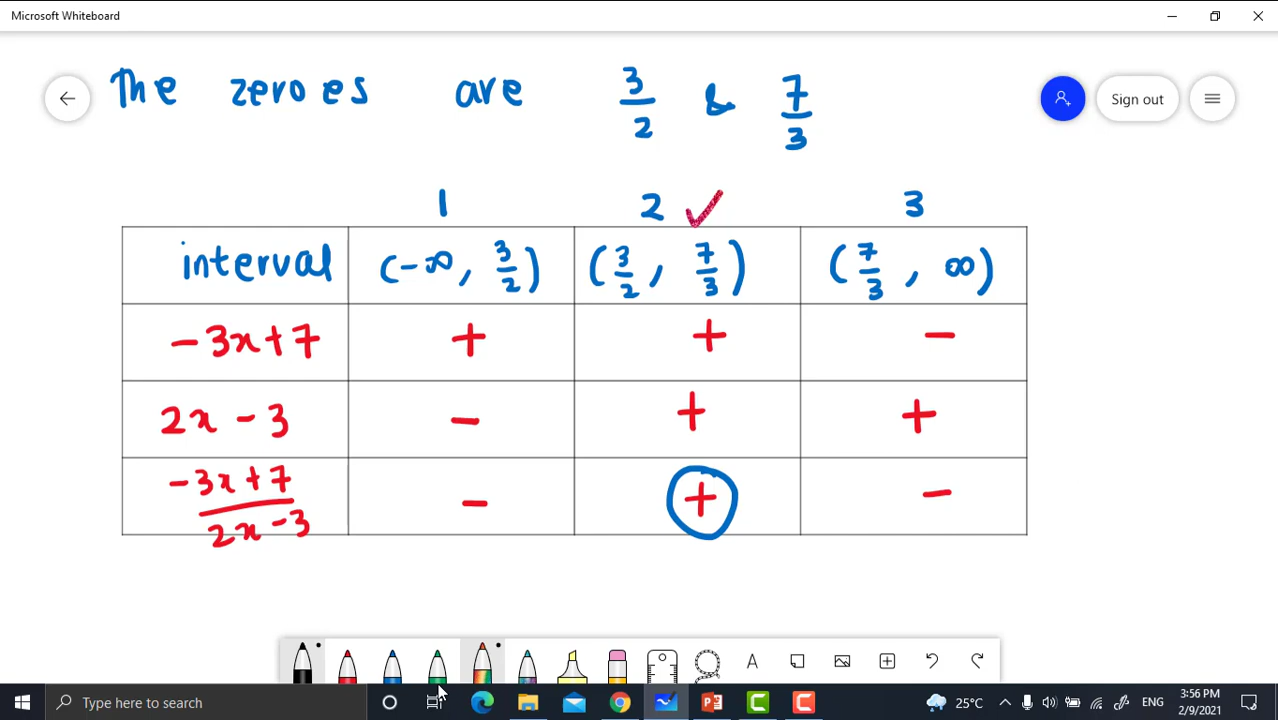 Microsoft Whiteboard
The zeroes are 3/2 & 7/3
Sign out
1 2 ✓ 3
interval (-∞, 3/2) (3/2, 7/3) (7/3, ∞)
-3x+7 + + -
2x-3 - + +
-3x+7/2x-3 - + -
A
Type here to search
25°C
ENG
3:56 PM
2/9/2021